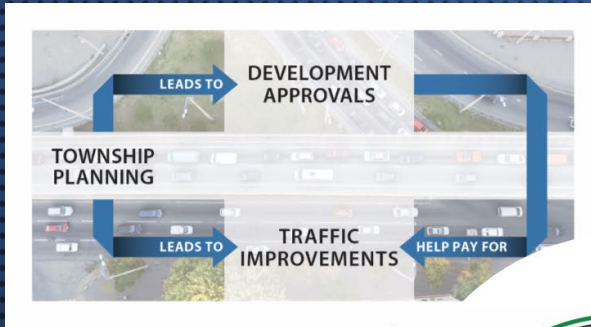 LEADS TO
DEVELOPMENT
APPROVALS
TOWNSHIP
PLANNING
LEADS TO
TRAFFIC
IMPROVEMENTS
HELP PAY FOR